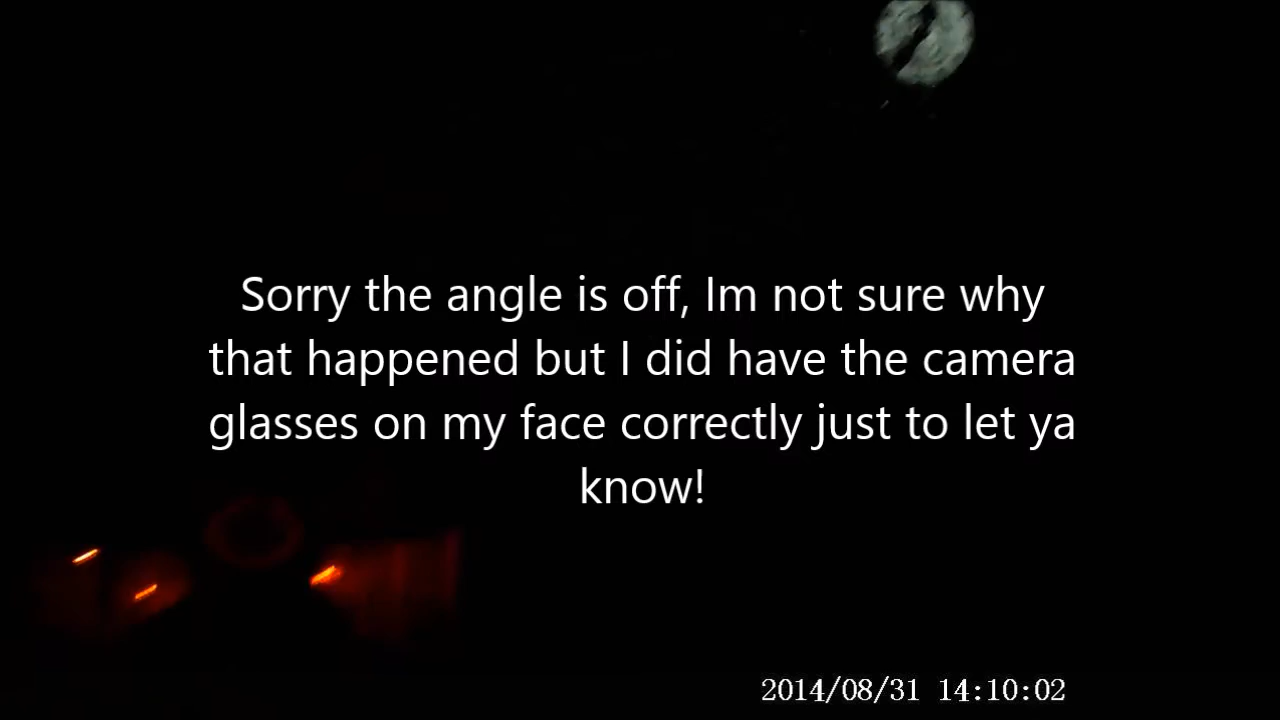 Sorry the angle is off, Im not sure why
that happened but I did have the camera
glasses on my face correctly just to let ya
know!
2014/08/31 14:10:02